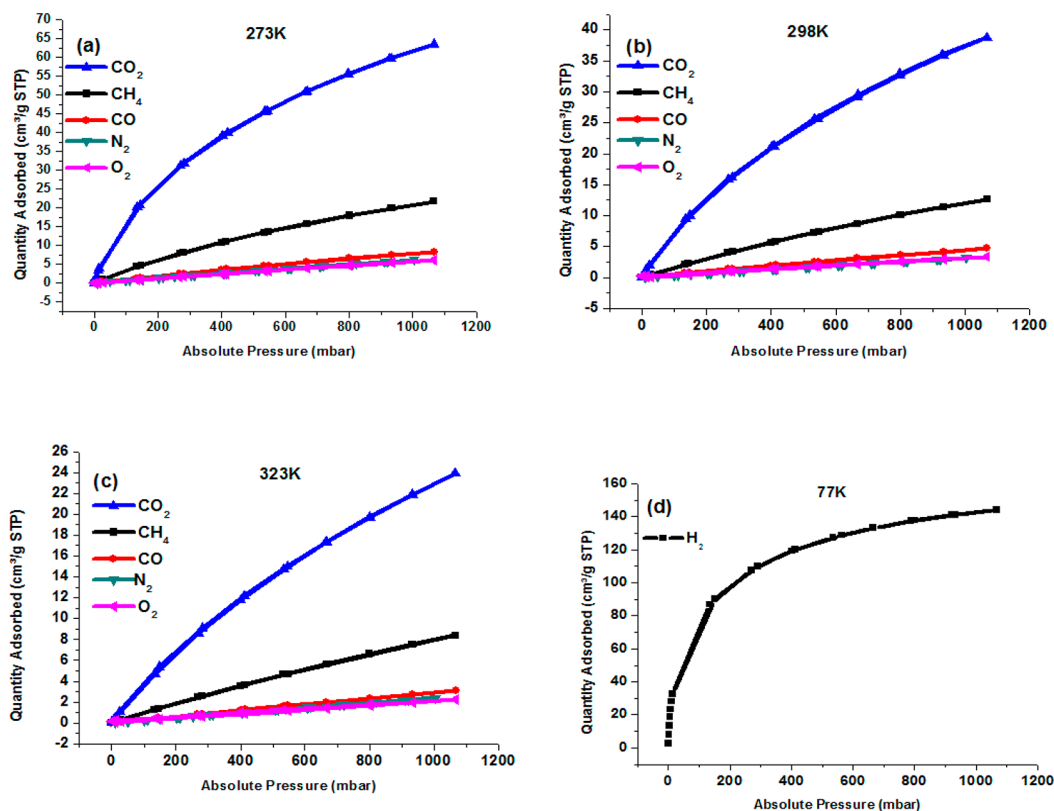 (a)
273K
CO2
CH4
CO
N2
O2
Quantity Adsorbed (cm³/g STP)
70
65
60
55
50
45
40
35
30
25
20
15
10
5
0
-5
0
200
400
600
800
1000
1200
Absolute Pressure (mbar)
(b)
298K
CO2
CH4
CO
N2
O2
Quantity Adsorbed (cm³/g STP)
40
35
30
25
20
15
10
5
0
-5
0
200
400
600
800
1000
1200
Absolute Pressure (mbar)
(c)
323K
CO2
CH4
CO
N2
O2
Quantity Adsorbed (cm³/g STP)
26
24
22
20
18
16
14
12
10
8
6
4
2
0
-2
0
200
400
600
800
1000
1200
Absolute Pressure (mbar)
(d)
77K
H2
Quantity Adsorbed (cm³/g STP)
160
140
120
100
80
60
40
20
0
0
200
400
600
800
1000
1200
Absolute Pressure (mbar)